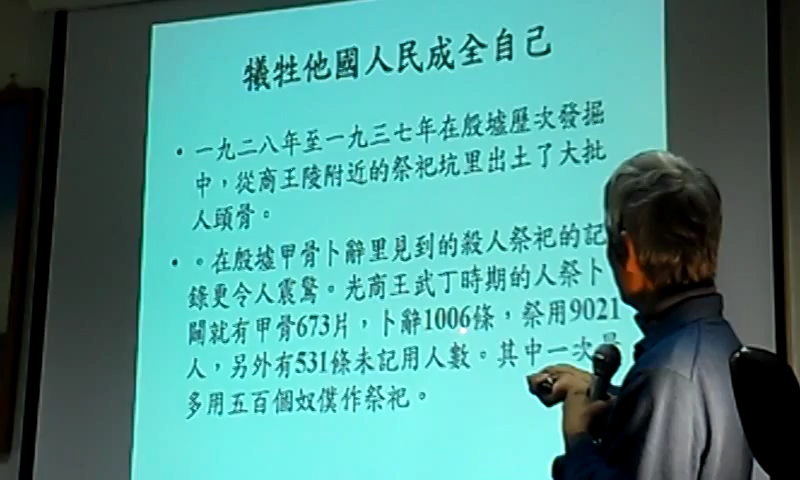 犧牲他國人民成全自己
• 一九二八年至一九三七年在殷墟歷次發掘
中，從商王陵附近的祭祀坑里出土了大批
人頭骨。
• 。在殷墟甲骨卜辭里見到的殺人祭祀的記
錄更令人震驚。光商王武丁時期的人祭卜
闢就有甲骨673片，卜辭1006條，祭用9021
人，另外有531條未記用人數。其中一次最
多用五百個奴僕作祭祀。